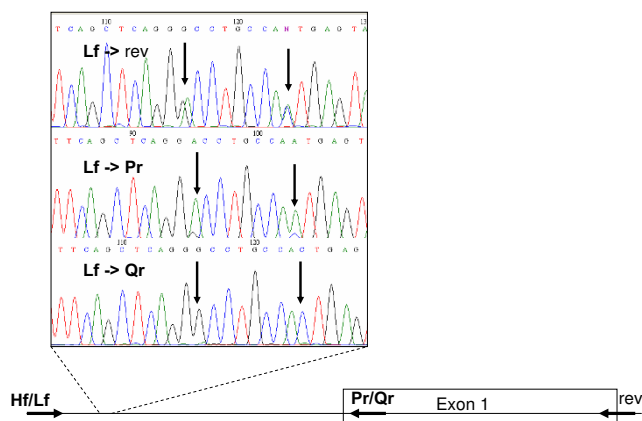 110 120 13
T C A G C T C A G G G C C T G C C A N T G A G T A
Lf -> rev
90 100
T T C A G C T C A G G A C C T G C C A A T G A G T
Lf -> Pr
T T C A G C T C A G G G C C T G C C A C T G A G
110 120
Lf -> Qr
Hf/Lf Pr/Qr Exon 1 rev